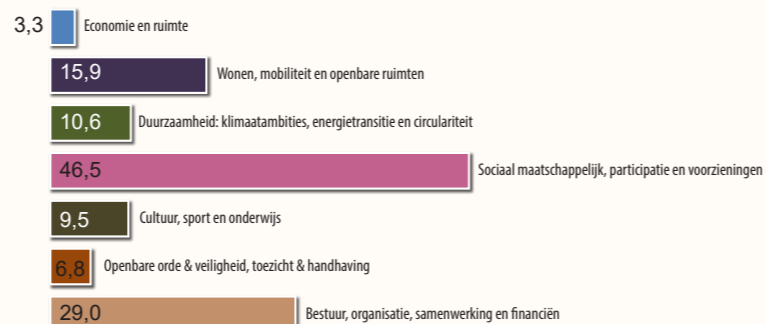 3,3 Economie en ruimte
15,9 Wonen, mobiliteit en openbare ruimten
10,6 Duurzaamheid: klimaatambities, energietransitie en circulariteit
46,5 Sociaal maatschappelijk, participatie en voorzieningen
9,5 Cultuur, sport en onderwijs
6,8 Openbare orde & veiligheid, toezicht & handhaving
29,0 Bestuur, organisatie, samenwerking en financiën